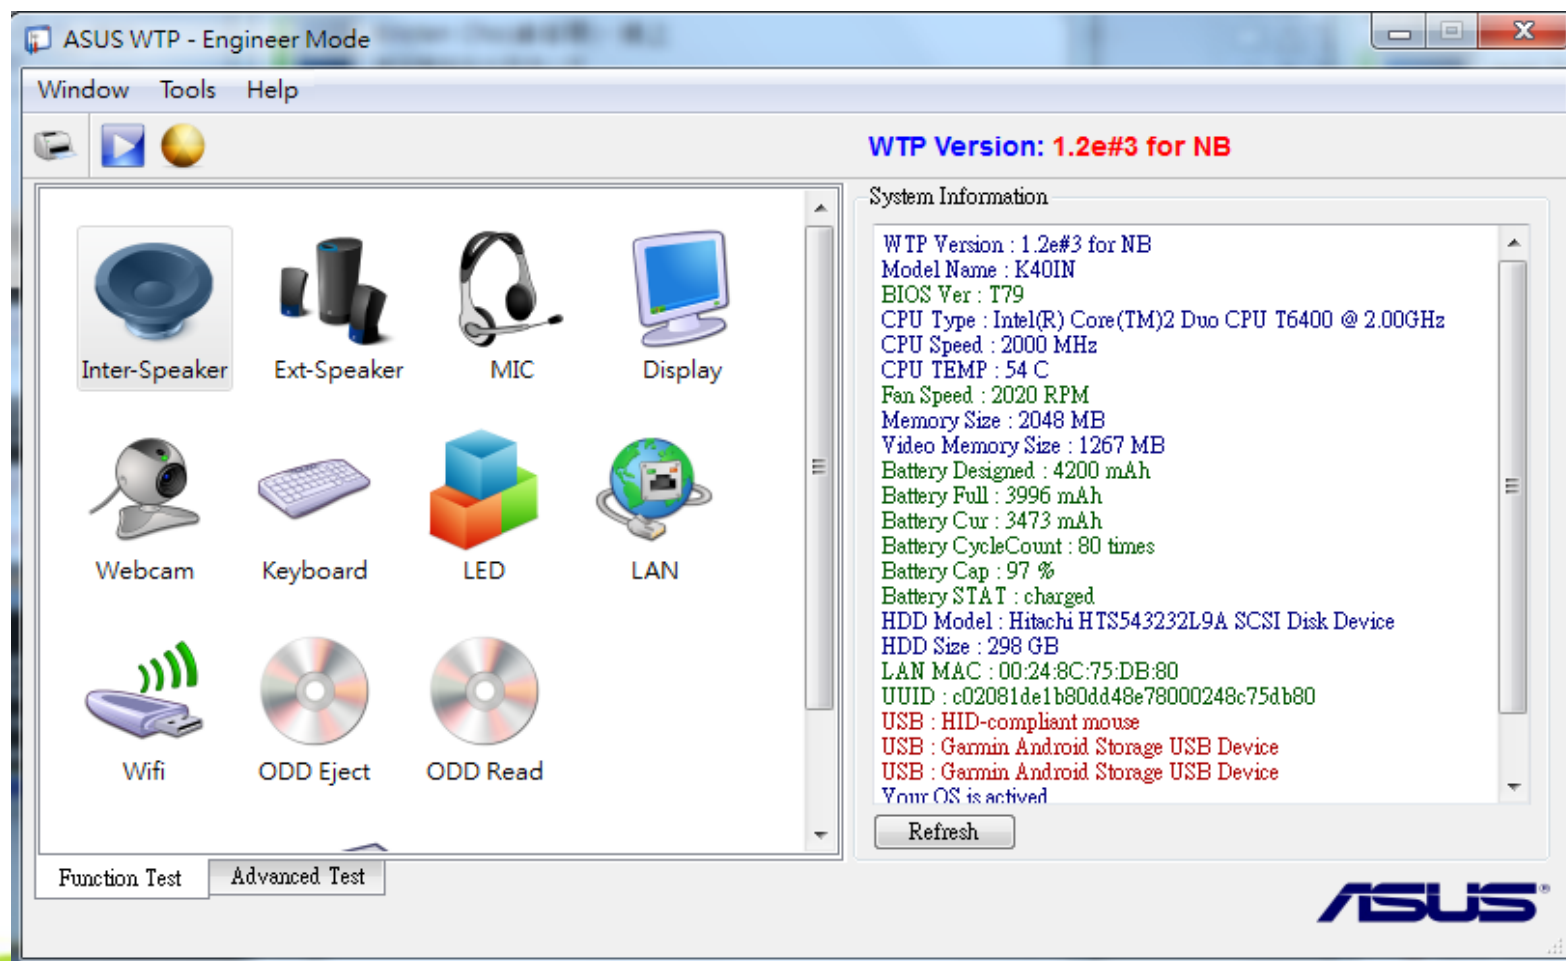 ASUS WTP - Engineer Mode
Window Tools Help
WTP Version: 1.2e#3 for NB
Inter-Speaker Ext-Speaker MIC Display
Webcam Keyboard LED LAN
Wifi ODD Eject ODD Read
Function Test Advanced Test
System Information
WTP Version : 1.2e#3 for NB
Model Name : K40IN
BIOS Ver : T79
CPU Type : Intel(R) Core(TM)2 Duo CPU T6400 @ 2.00GHz
CPU Speed : 2000 MHz
CPU TEMP : 54 C
Fan Speed : 2020 RPM
Memory Size : 2048 MB
Video Memory Size : 1267 MB
Battery Designed : 4200 mAh
Battery Full : 3996 mAh
Battery Cur : 3473 mAh
Battery CycleCount : 80 times
Battery Cap : 97 %
Battery STAT : charged
HDD Model : Hitachi HTS543232L9A SCSI Disk Device
HDD Size : 298 GB
LAN MAC : 00:24:8C:75:DB:80
UUID : c02081de1b80dd48e78000248c75db80
USB : HID-compliant mouse
USB : Garmin Android Storage USB Device
USB : Garmin Android Storage USB Device
Your OS is actived
Refresh
ASUS